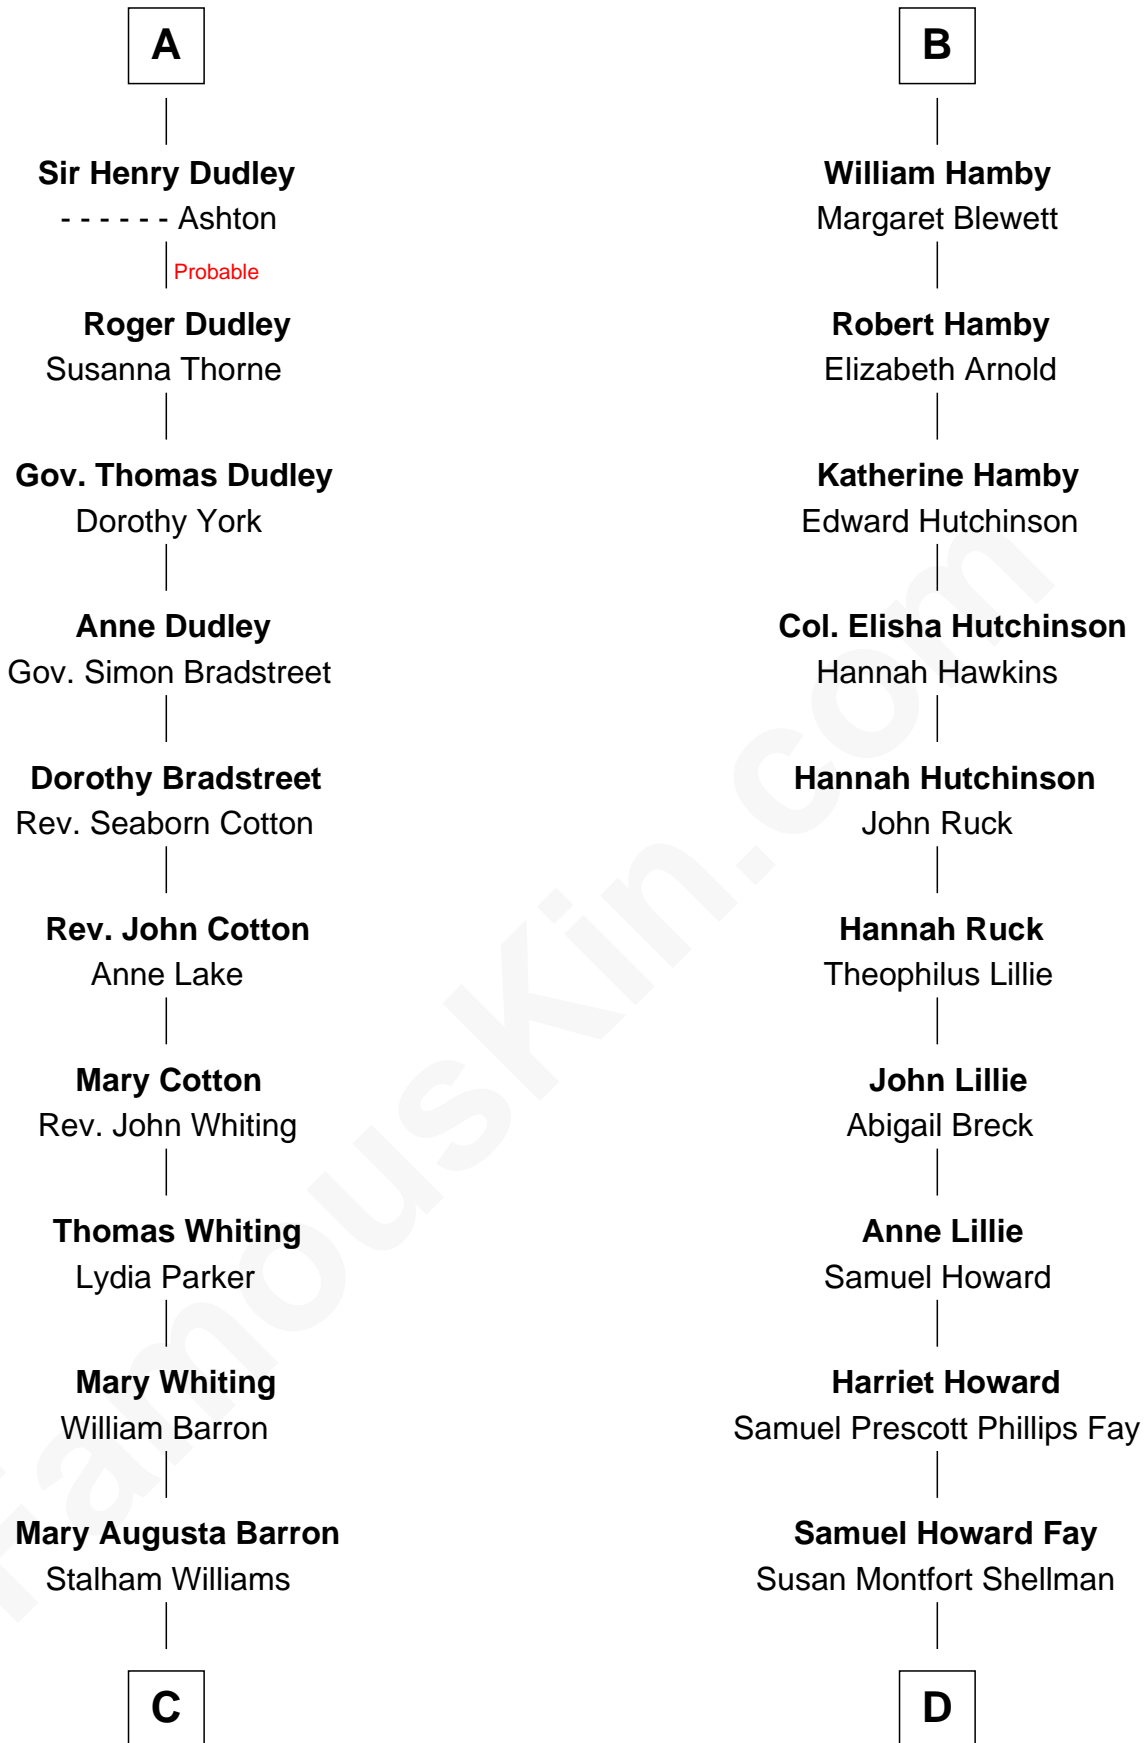 A
Sir Henry Dudley
- - - - - - Ashton
Probable
Roger Dudley
Susanna Thorne
Gov. Thomas Dudley
Dorothy York
Anne Dudley
Gov. Simon Bradstreet
Dorothy Bradstreet
Rev. Seaborn Cotton
Rev. John Cotton
Anne Lake
Mary Cotton
Rev. John Whiting
Thomas Whiting
Lydia Parker
Mary Whiting
William Barron
Mary Augusta Barron
Stalham Williams
C
B
William Hamby
Margaret Blewett
Robert Hamby
Elizabeth Arnold
Katherine Hamby
Edward Hutchinson
Col. Elisha Hutchinson
Hannah Hawkins
Hannah Hutchinson
John Ruck
Hannah Ruck
Theophilus Lillie
John Lillie
Abigail Breck
Anne Lillie
Samuel Howard
Harriet Howard
Samuel Prescott Phillips Fay
Samuel Howard Fay
Susan Montfort Shellman
D
FamousKin.com